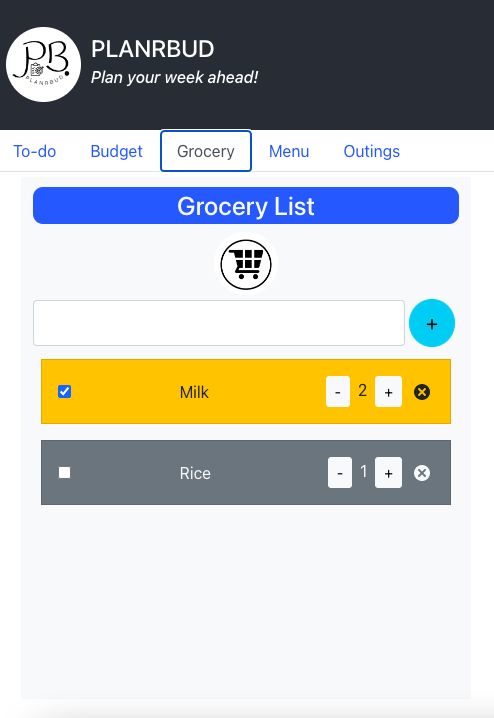 PB.
PLANRBUD
PLANRBUD
Plan your week ahead!
To-do Budget Grocery Menu Outings
Grocery List
+
Milk - 2 +
Rice - 1 +